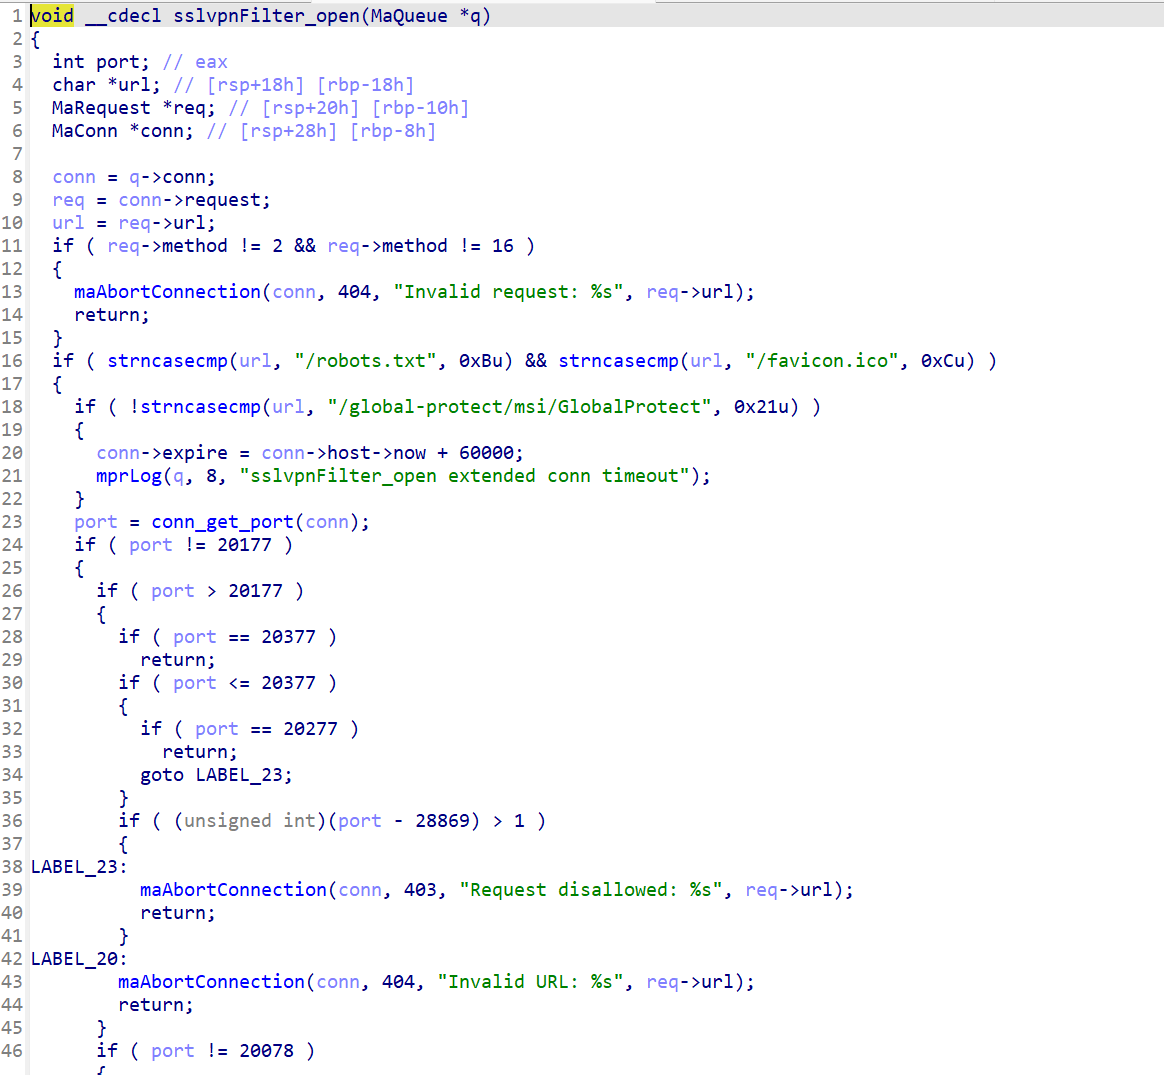 1 void __cdecl sslvpnFilter_open(MaQueue *q)
2 {
3   int port; // eax
4   char *url; // [rsp+18h] [rbp-18h]
5   MaRequest *req; // [rsp+20h] [rbp-10h]
6   MaConn *conn; // [rsp+28h] [rbp-8h]
7
8   conn = q->conn;
9   req = conn->request;
10   url = req->url;
11   if ( req->method != 2 && req->method != 16 )
12   {
13     maAbortConnection(conn, 404, "Invalid request: %s", req->url);
14     return;
15   }
16   if ( strncasecmp(url, "/robots.txt", 0xBu) && strncasecmp(url, "/favicon.ico", 0xCu) )
17   {
18     if ( !strncasecmp(url, "/global-protect/msi/GlobalProtect", 0x21u) )
19     {
20       conn->expire = conn->host->now + 60000;
21       mprLog(q, 8, "sslvpnFilter_open extended conn timeout");
22     }
23     port = conn_get_port(conn);
24     if ( port != 20177 )
25     {
26       if ( port > 20177 )
27       {
28         if ( port == 20377 )
29           return;
30         if ( port <= 20377 )
31         {
32           if ( port == 20277 )
33             return;
34           goto LABEL_23;
35         }
36         if ( (unsigned int)(port - 28869) > 1 )
37         {
38 LABEL_23:
39           maAbortConnection(conn, 403, "Request disallowed: %s", req->url);
40           return;
41         }
42 LABEL_20:
43         maAbortConnection(conn, 404, "Invalid URL: %s", req->url);
44         return;
45       }
46       if ( port != 20078 )
{